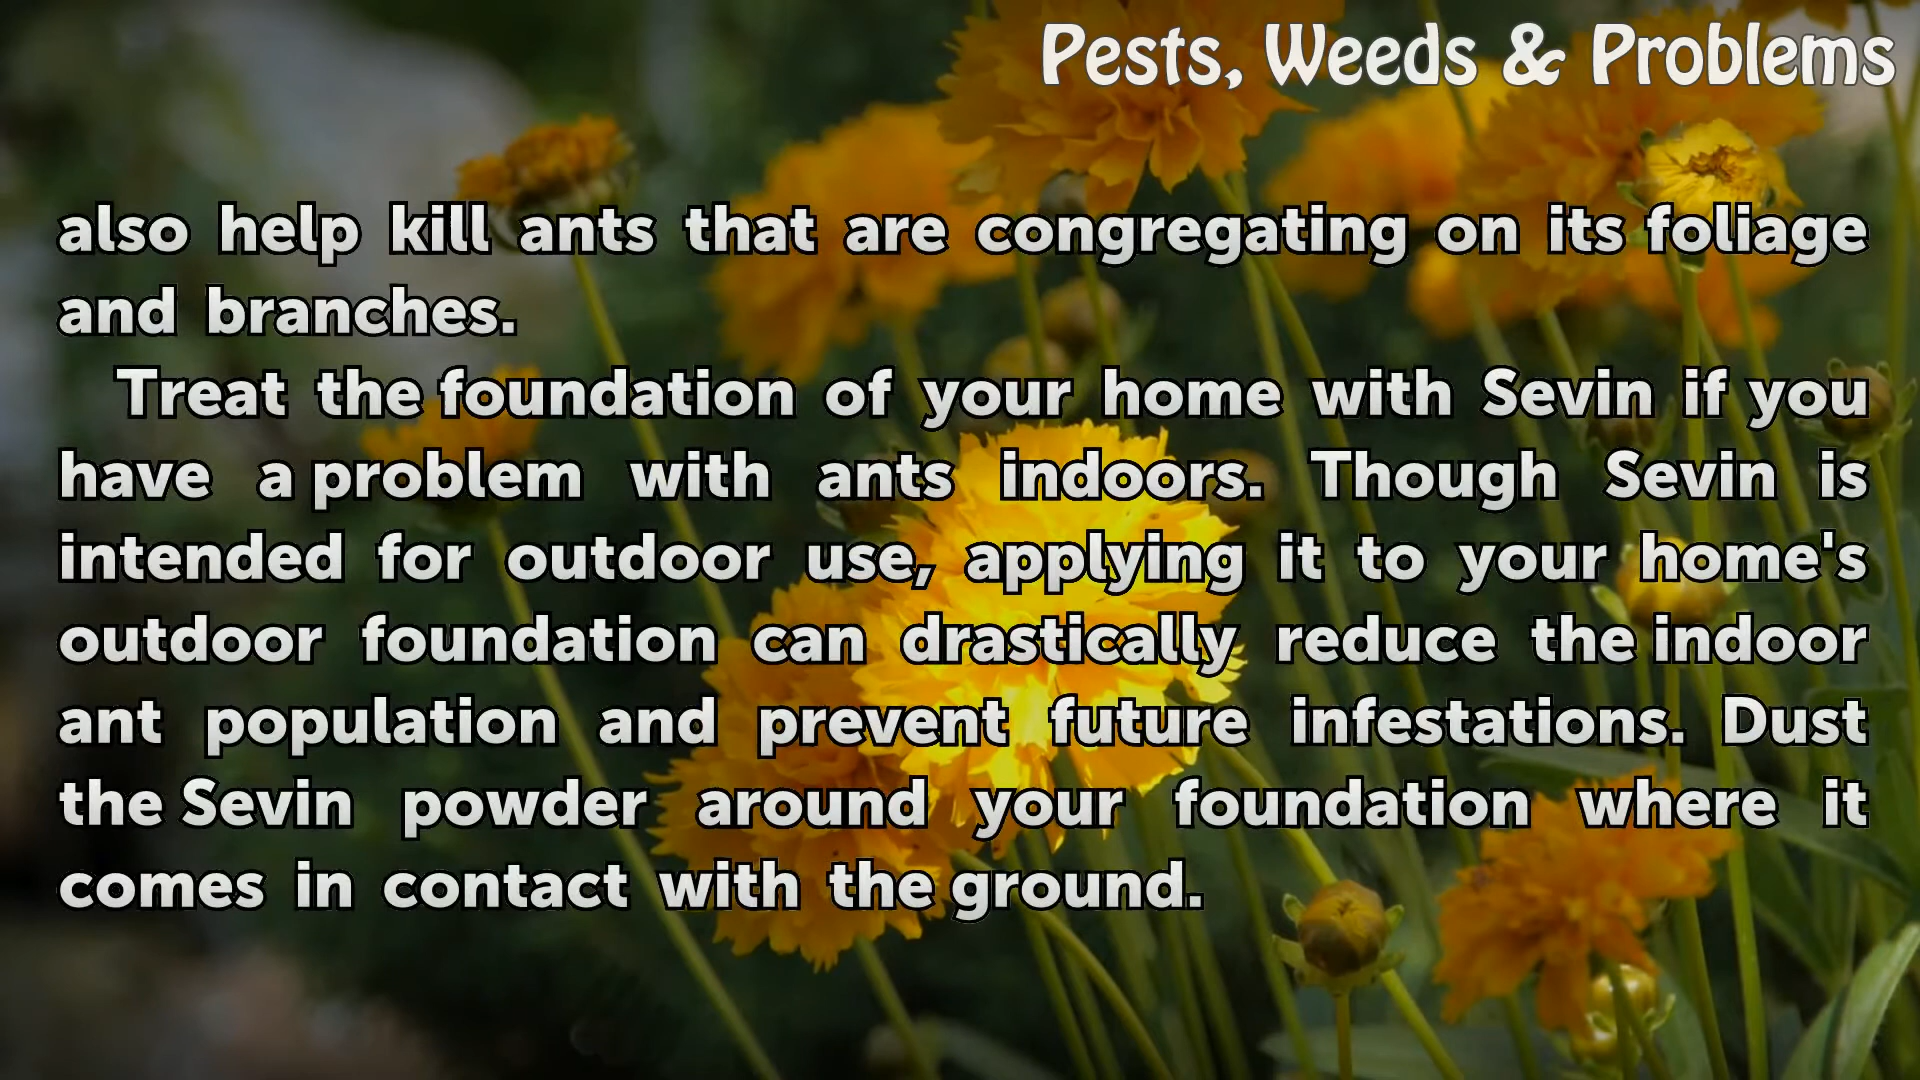 Pests, Weeds & Problems
also help kill ants that are congregating on its foliage
and branches.
Treat the foundation of your home with Sevin if you
have a problem with ants indoors. Though Sevin is
intended for outdoor use, applying it to your home's
outdoor foundation can drastically reduce the indoor
ant population and prevent future infestations. Dust
the Sevin powder around your foundation where it
comes in contact with the ground.